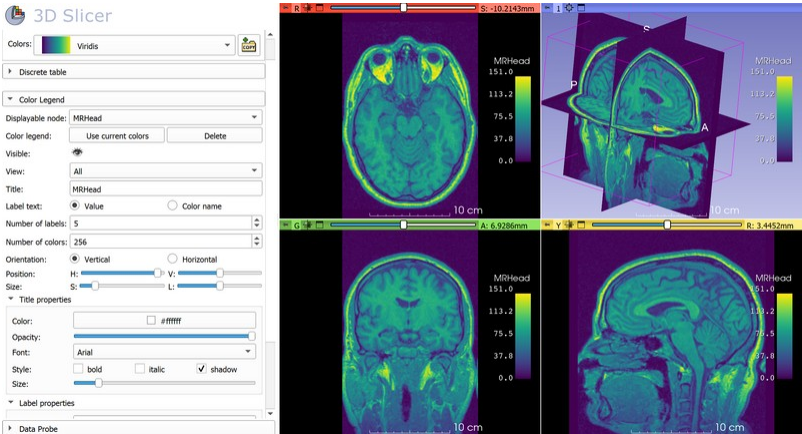 3D Slicer
Colors: Viridis
COPY
Discrete table
Color Legend
Displayable node: MRHead
Color legend: Use current colors Delete
Visible:
View: All
Title: MRHead
Label text: Value Color name
Number of labels: 5
Number of colors: 256
Orientation: Vertical Horizontal
Position: H: V:
Size: S: L:
Title properties
Color: #ffffff
Opacity:
Font: Arial
Style: bold italic shadow
Size:
Label properties
Data Probe
R S: -10.2143mm
MRHead
151.0
113.2
75.5
37.8
0.0
10 cm
1
S
P
A
MRHead
151.0
113.2
75.5
37.8
0.0
G A: 6.9286mm
MRHead
151.0
113.2
75.5
37.8
0.0
10 cm
Y R: 3.4452mm
MRHead
151.0
113.2
75.5
37.8
0.0
10 cm